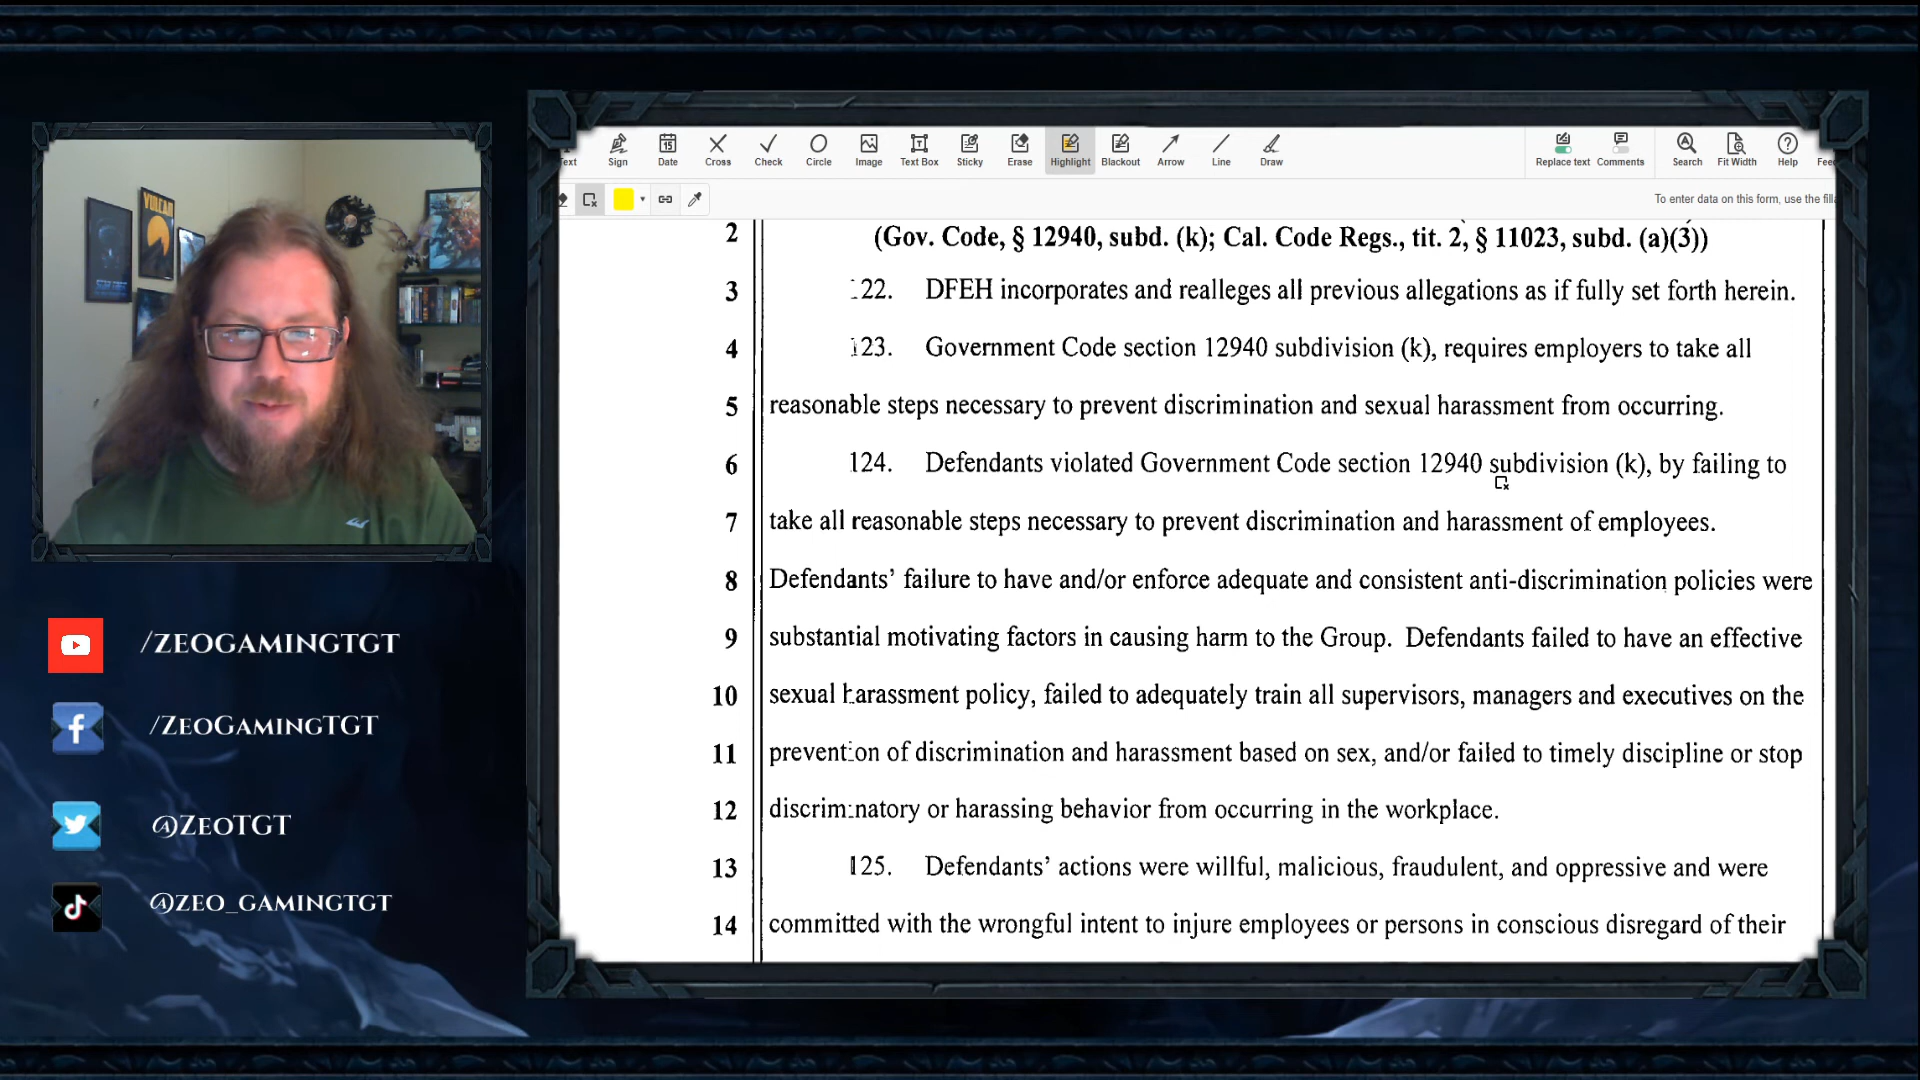 VULCAN
/ZEOGAMINGTGT
/ZEOGAMINGTGT
@ZEOTGT
@ZEO_GAMINGTGT
Text
Sign
Date
Cross
Check
Circle
Image
Text Box
Sticky
Erase
Highlight
Blackout
Arrow
Line
Draw
Replace text
Comments
Search
Fit Width
Help
Fee
To enter data on this form, use the filla
2 (Gov. Code, § 12940, subd. (k); Cal. Code Regs., tit. 2, § 11023, subd. (a)(3))
3 122. DFEH incorporates and realleges all previous allegations as if fully set forth herein.
4 123. Government Code section 12940 subdivision (k), requires employers to take all
5 reasonable steps necessary to prevent discrimination and sexual harassment from occurring.
6 124. Defendants violated Government Code section 12940 subdivision (k), by failing to
7 take all reasonable steps necessary to prevent discrimination and harassment of employees.
8 Defendants’ failure to have and/or enforce adequate and consistent anti-discrimination policies were
9 substantial motivating factors in causing harm to the Group. Defendants failed to have an effective
10 sexual harassment policy, failed to adequately train all supervisors, managers and executives on the
11 prevention of discrimination and harassment based on sex, and/or failed to timely discipline or stop
12 discriminatory or harassing behavior from occurring in the workplace.
13 125. Defendants’ actions were willful, malicious, fraudulent, and oppressive and were
14 committed with the wrongful intent to injure employees or persons in conscious disregard of their